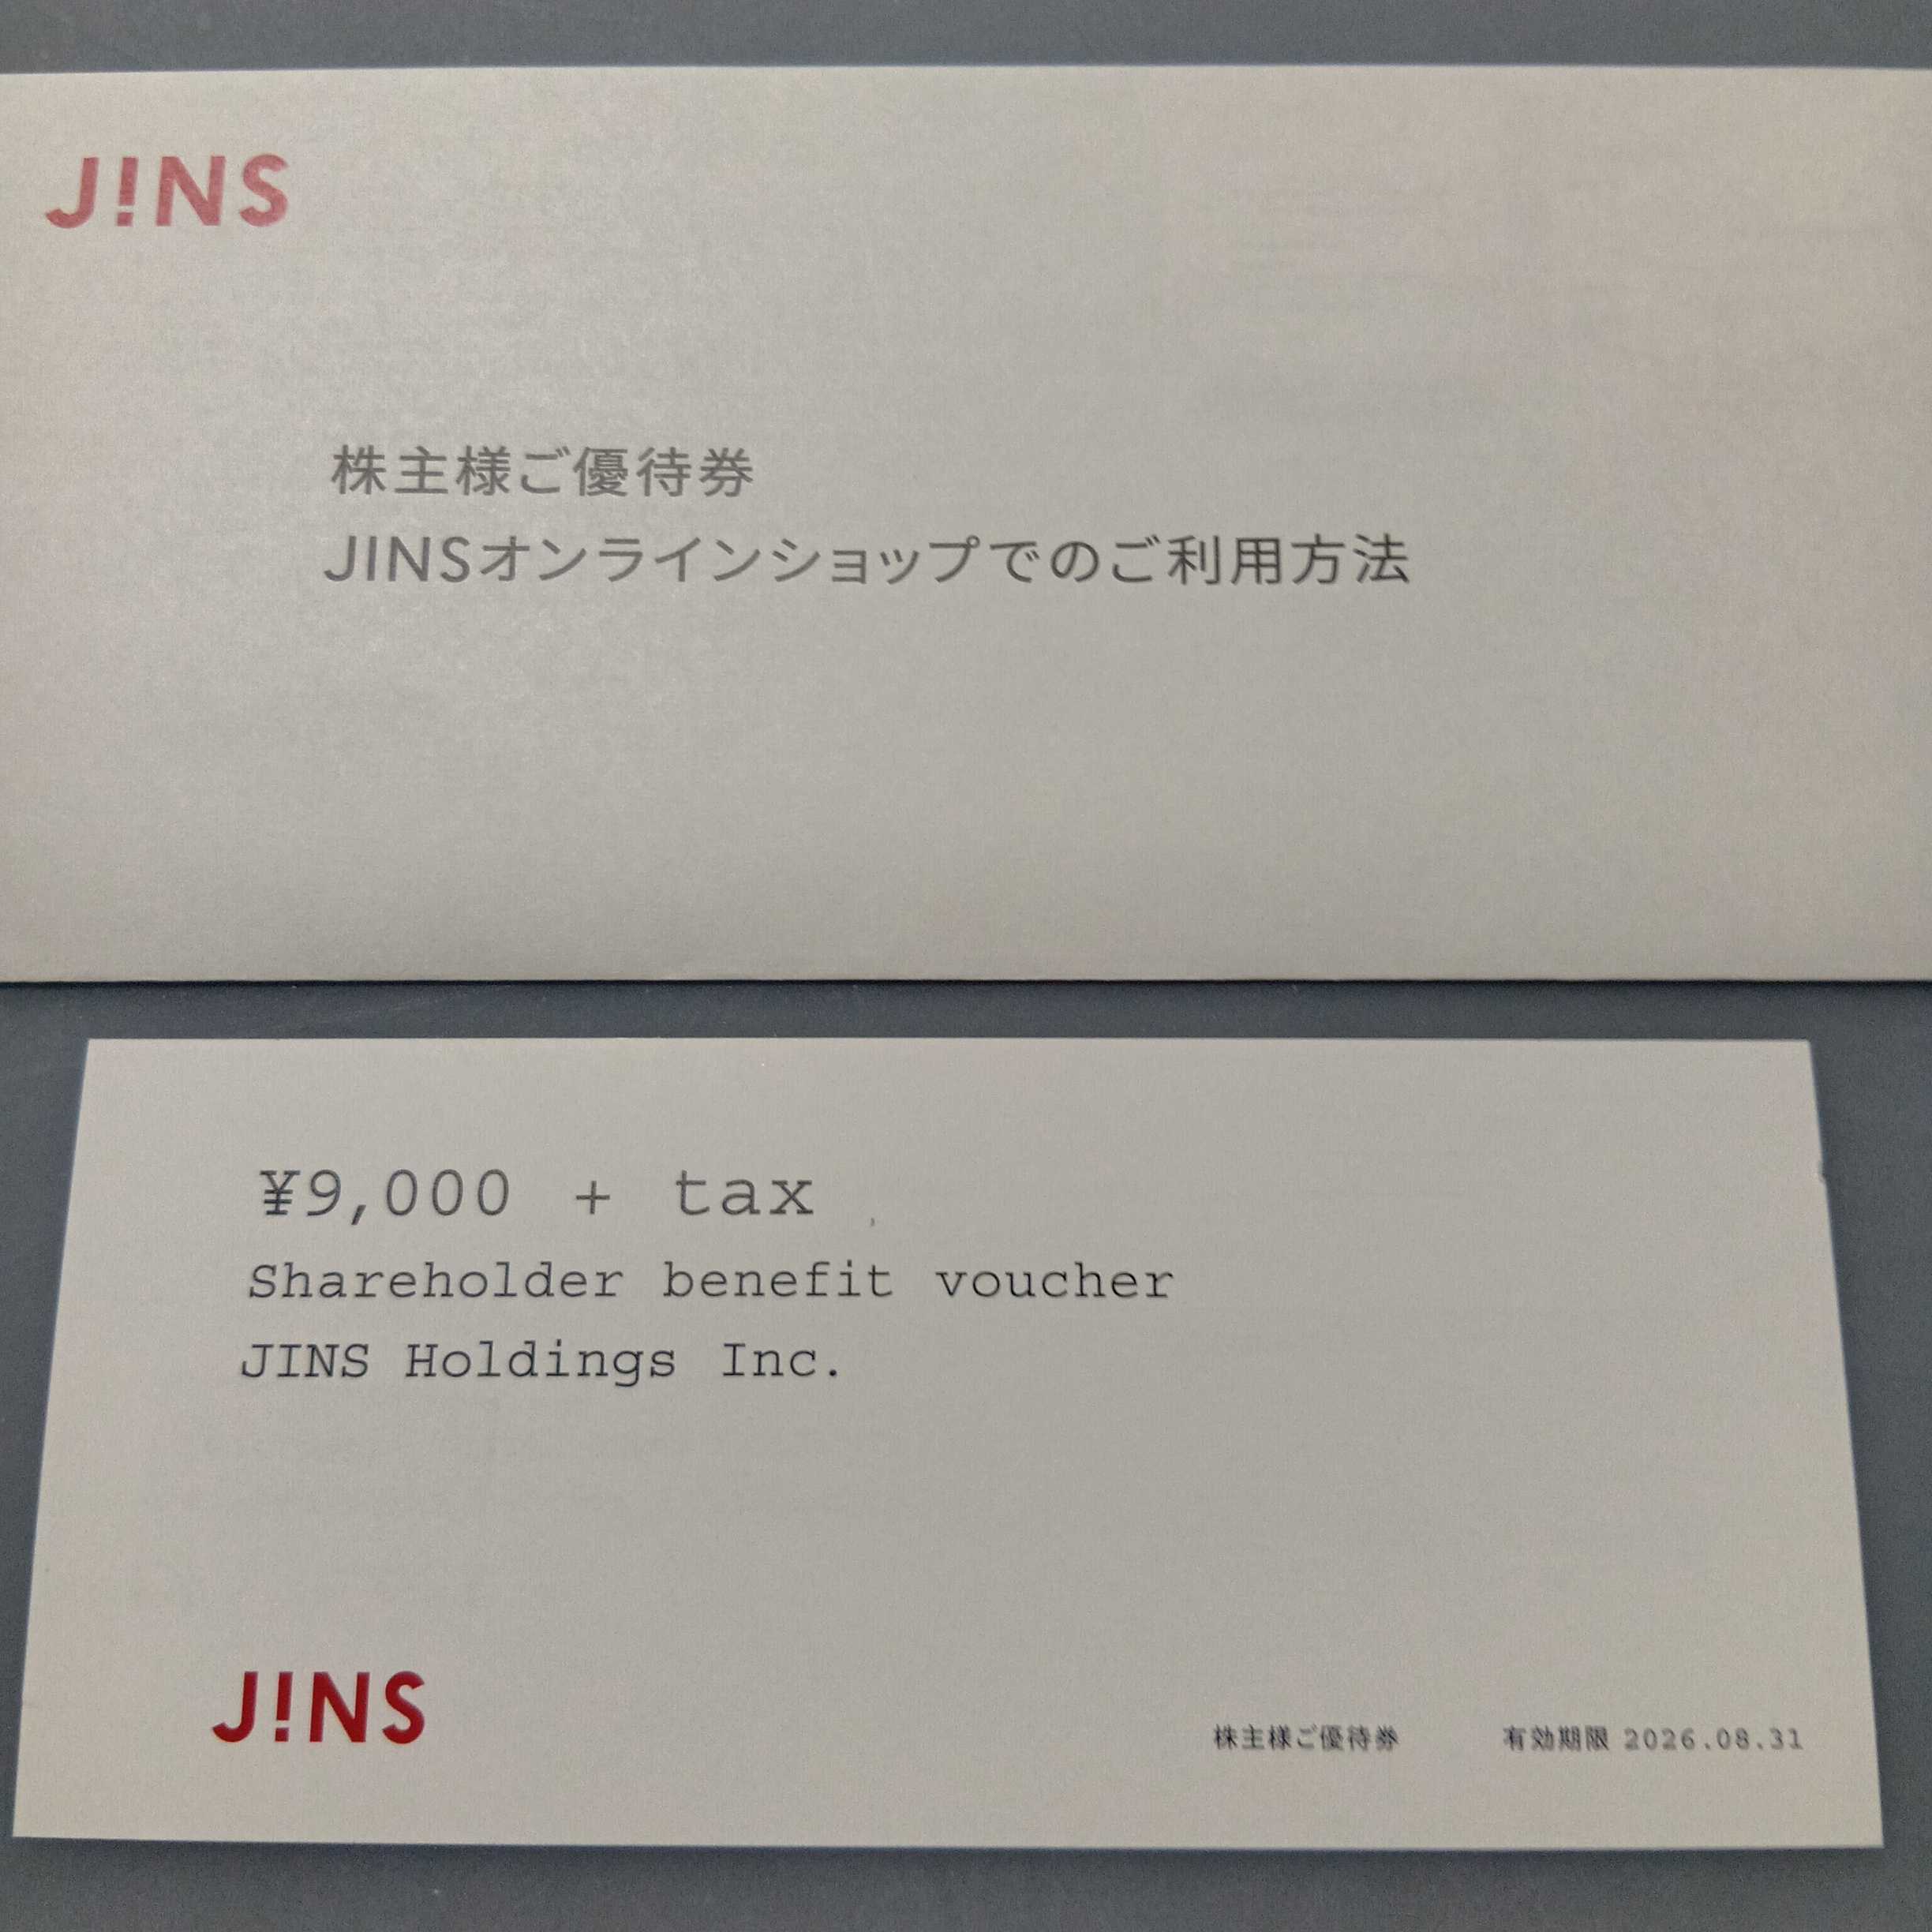 J!NS
株主様ご優待券
JINSオンラインショップでのご利用方法
¥9,000 + tax
Shareholder benefit voucher
JINS Holdings Inc.
J!NS
株主様ご優待券 有効期限 2026.08.31